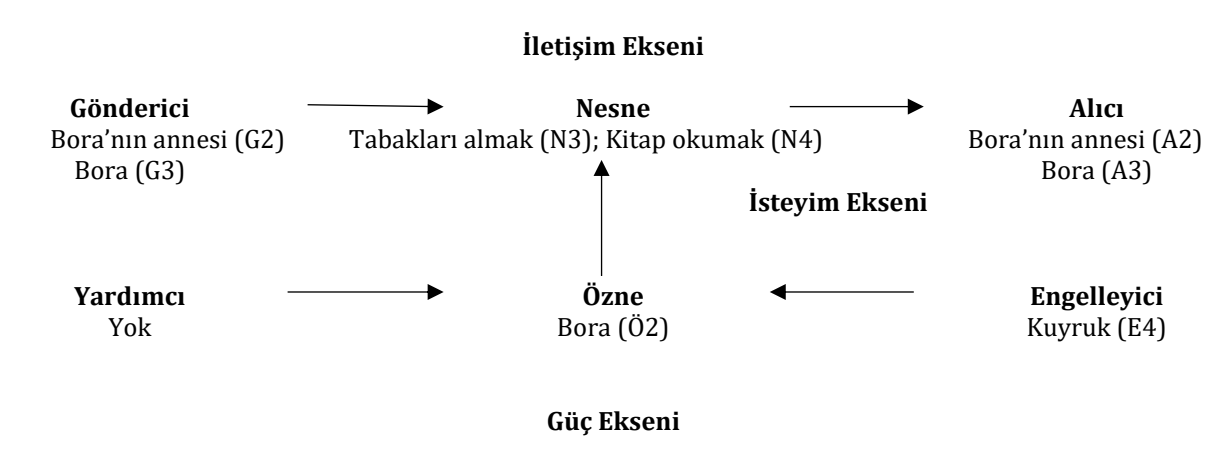 İletişim Ekseni
Gönderici Nesne Alıcı
Bora’nın annesi (G2) Tabakları almak (N3); Kitap okumak (N4) Bora’nın annesi (A2)
Bora (G3) Bora (A3)
İsteyim Ekseni
Yardımcı Özne Engelleyici
Yok Bora (Ö2) Kuyruk (E4)
Güç Ekseni